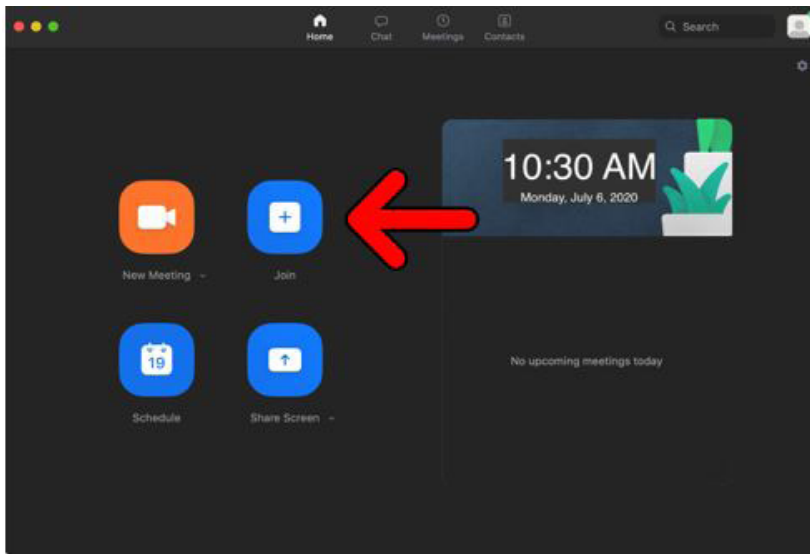 Home
Chat
Meetings
Contacts
Search
10:30 AM
Monday, July 6, 2020
New Meeting
Join
19
Schedule
Share Screen
No upcoming meetings today